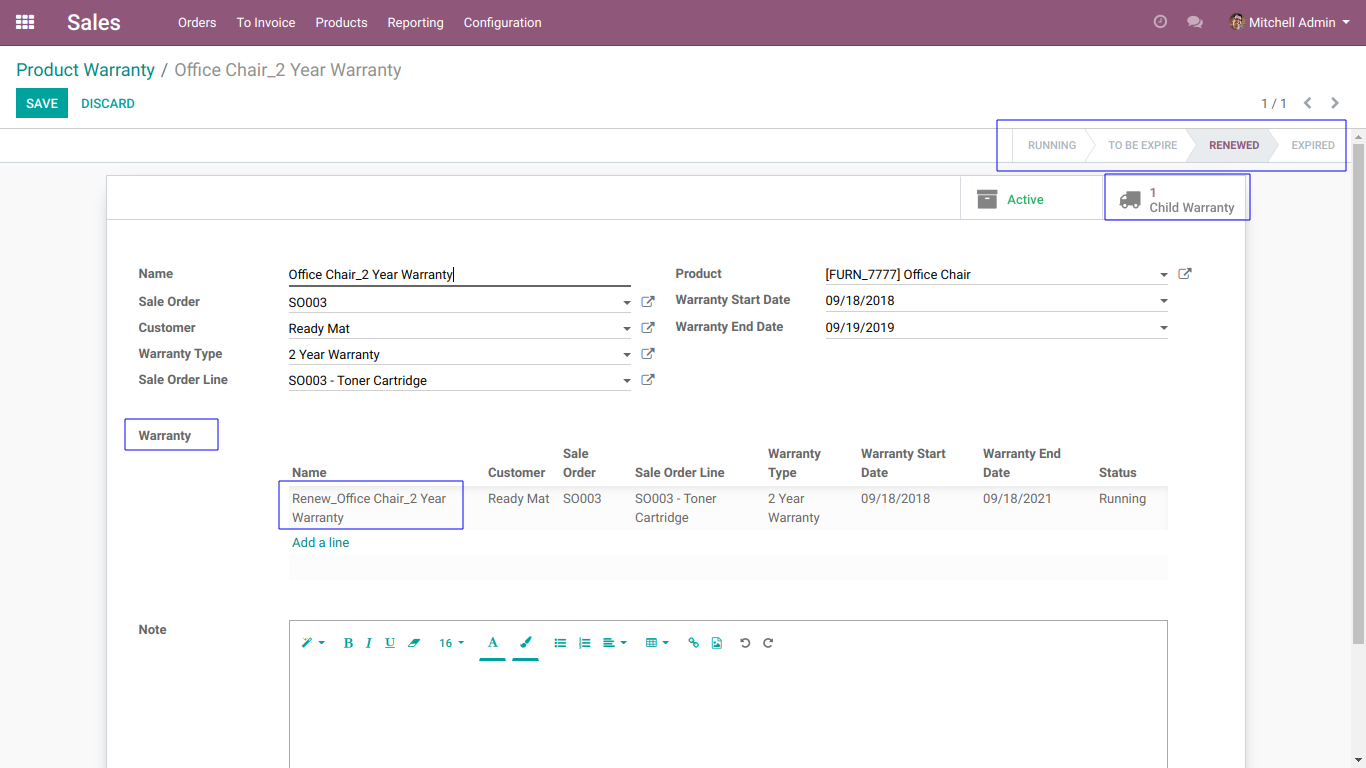 Sales Orders To Invoice Products Reporting Configuration Mitchell Admin
Product Warranty / Office Chair_2 Year Warranty
SAVE DISCARD 1 / 1
RUNNING TO BE EXPIRE RENEWED EXPIRED
Active
1
Child Warranty
Name Office Chair_2 Year Warranty
Sale Order SO003
Customer Ready Mat
Warranty Type 2 Year Warranty
Sale Order Line SO003 - Toner Cartridge
Product [FURN_7777] Office Chair
Warranty Start Date 09/18/2018
Warranty End Date 09/19/2019
Warranty
Name Customer Sale Order Sale Order Line Warranty Type Warranty Start Date Warranty End Date Status
Renew_Office Chair_2 Year Ready Mat SO003 SO003 - Toner 2 Year 09/18/2018 09/18/2021 Running
Warranty Cartridge Warranty
Add a line
Note
B I U 16 A